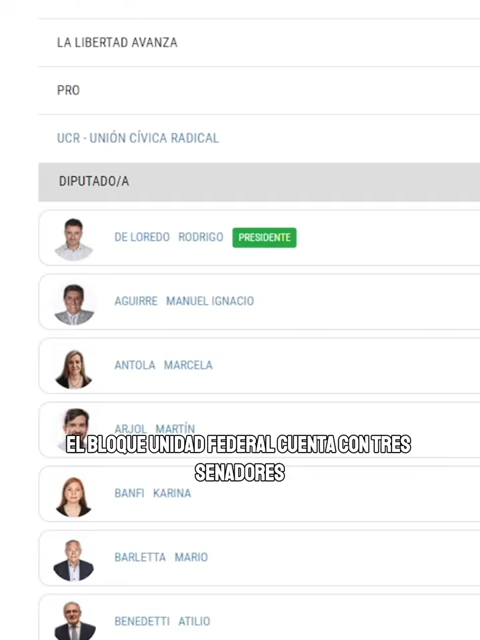 LA LIBERTAD AVANZA
PRO
UCR - UNIÓN CÍVICA RADICAL
DIPUTADO/A
DE LOREDO RODRIGO PRESIDENTE
AGUIRRE MANUEL IGNACIO
ANTOLA MARCELA
ARJOL MARTÍN
EL BLOQUE UNIDAD FEDERAL CUENTA CON TRES
SENADORES
BANFI KARINA
BARLETTA MARIO
BENEDETTI ATILIO